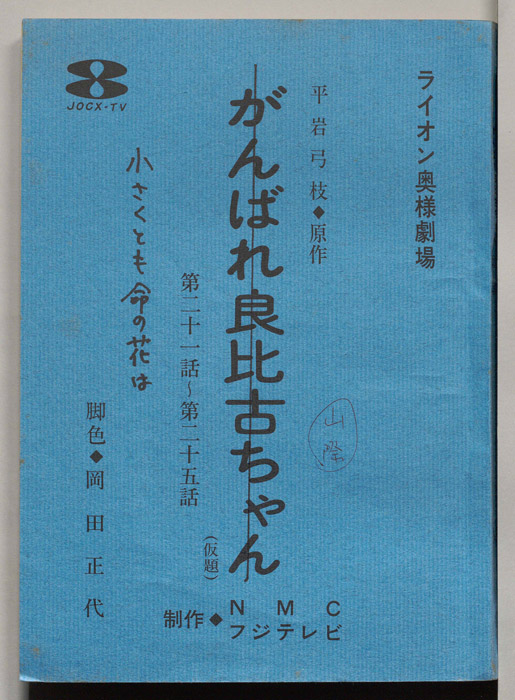 ライオン奥様劇場
平岩弓枝◆原作
がんばれ良比古ちゃん
(仮題)
第二十一話~第二十五話
小さくとも命の花は
脚色◆岡田正代
制作◆NMC
フジテレビ
山隆
JOCX-TV